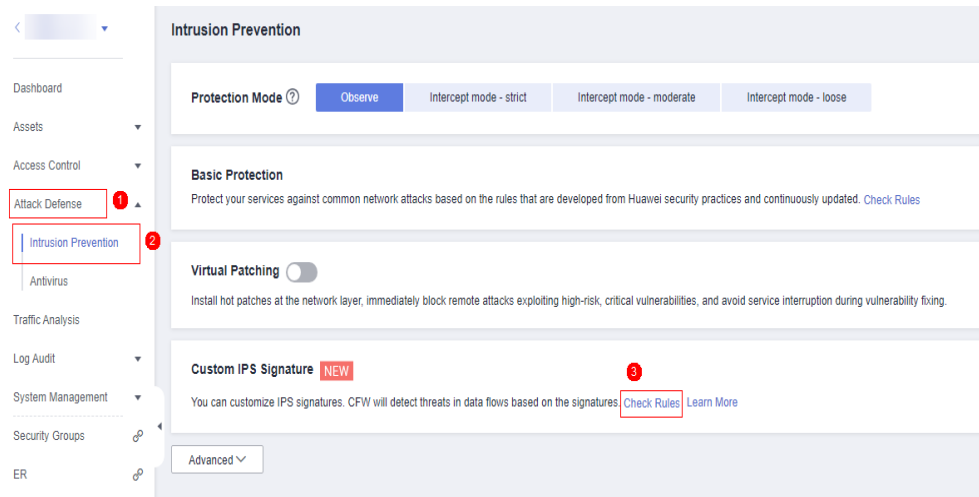 Intrusion Prevention
Dashboard
Assets
Access Control
Attack Defense 1
Intrusion Prevention 2
Antivirus
Traffic Analysis
Log Audit
System Management
Security Groups
ER
Protection Mode ? Observe Intercept mode - strict Intercept mode - moderate Intercept mode - loose
Basic Protection
Protect your services against common network attacks based on the rules that are developed from Huawei security practices and continuously updated. Check Rules
Virtual Patching
Install hot patches at the network layer, immediately block remote attacks exploiting high-risk, critical vulnerabilities, and avoid service interruption during vulnerability fixing.
Custom IPS Signature NEW
3
You can customize IPS signatures. CFW will detect threats in data flows based on the signatures. Check Rules Learn More
Advanced